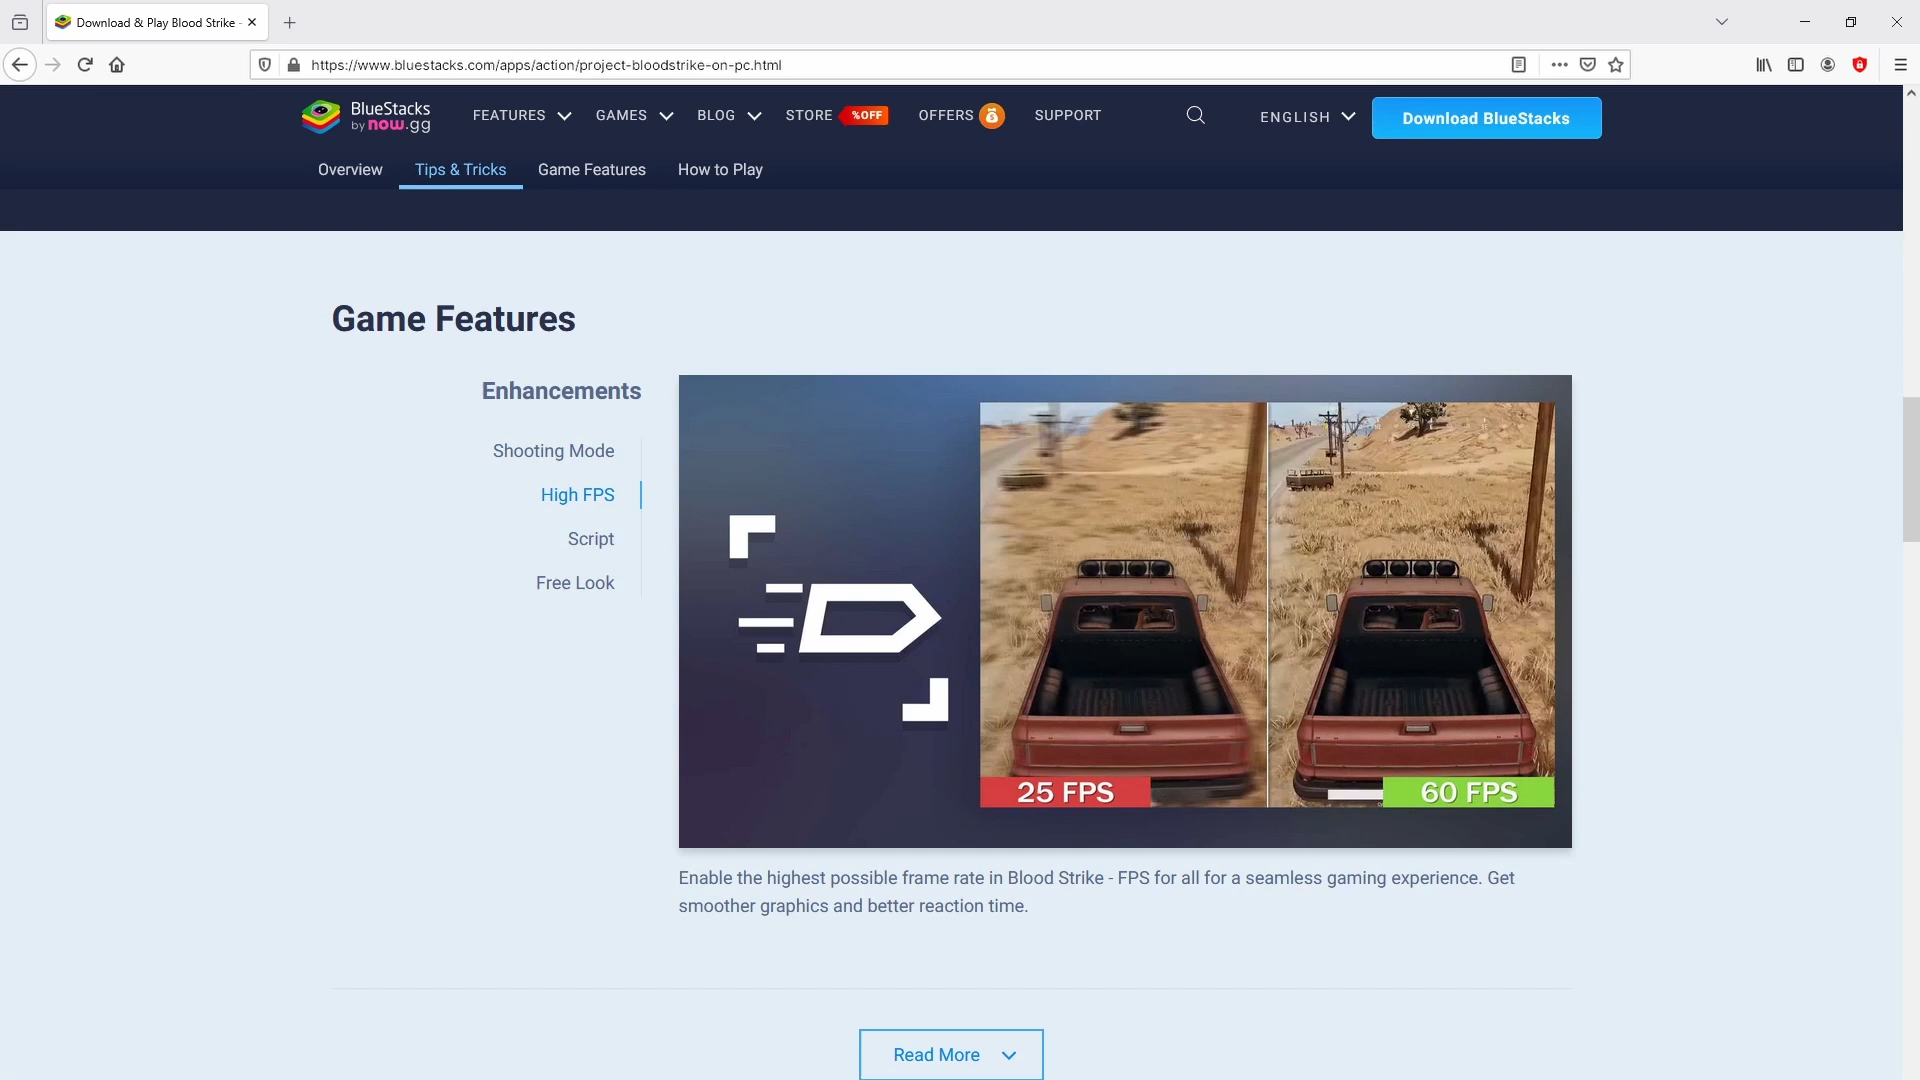 Download & Play Blood Strike -
https://www.bluestacks.com/apps/action/project-bloodstrike-on-pc.html
BlueStacks
by now.gg
FEATURES
GAMES
BLOG
STORE
%OFF
OFFERS
SUPPORT
ENGLISH
Download BlueStacks
Overview
Tips & Tricks
Game Features
How to Play
Game Features
Enhancements
Shooting Mode
High FPS
Script
Free Look
25 FPS
60 FPS
Enable the highest possible frame rate in Blood Strike - FPS for all for a seamless gaming experience. Get
smoother graphics and better reaction time.
Read More